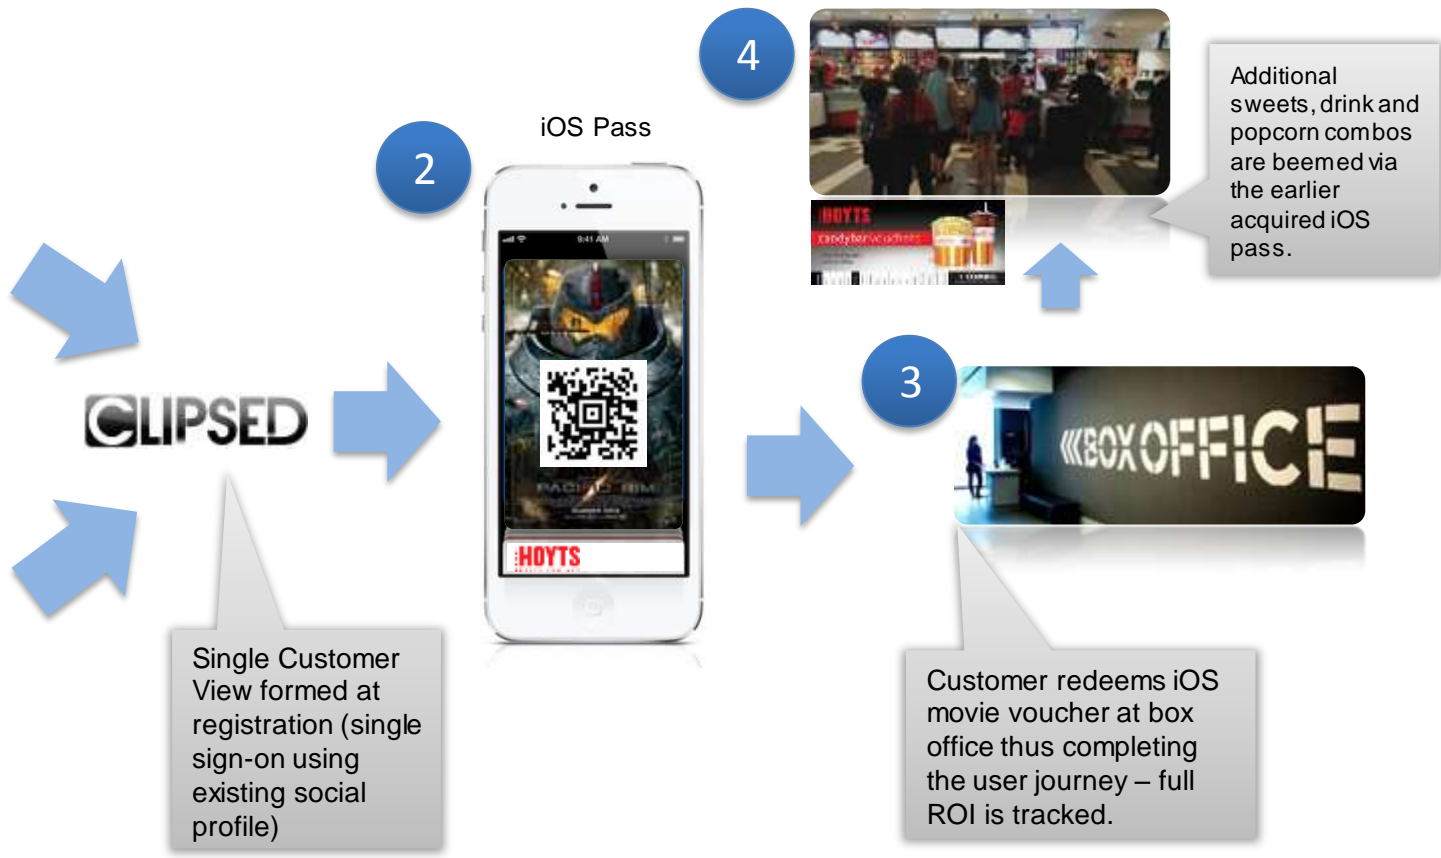 4
Additional
sweets, drink and
popcorn combos
are beemed via
the earlier
acquired iOS
pass.
iOS Pass
2
9:41 AM
HOYTS
candybar vouchers
3
CLIPSED
BOX OFFICE
PACIFIC RIM
HOYTS
Single Customer
View formed at
registration (single
sign-on using
existing social
profile)
Customer redeems iOS
movie voucher at box
office thus completing
the user journey – full
ROI is tracked.